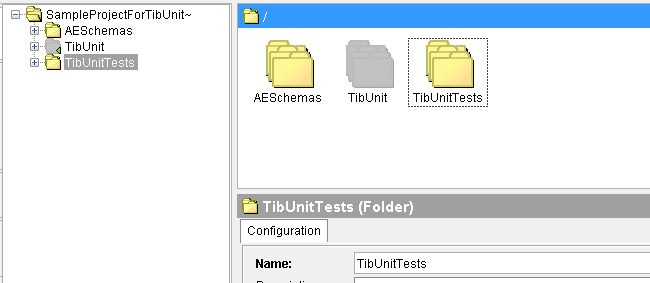 SampleProjectForTibUnit~
AESchemas
TibUnit
TibUnitTests
/
AESchemas TibUnit TibUnitTests
TibUnitTests (Folder)
Configuration
Name: TibUnitTests